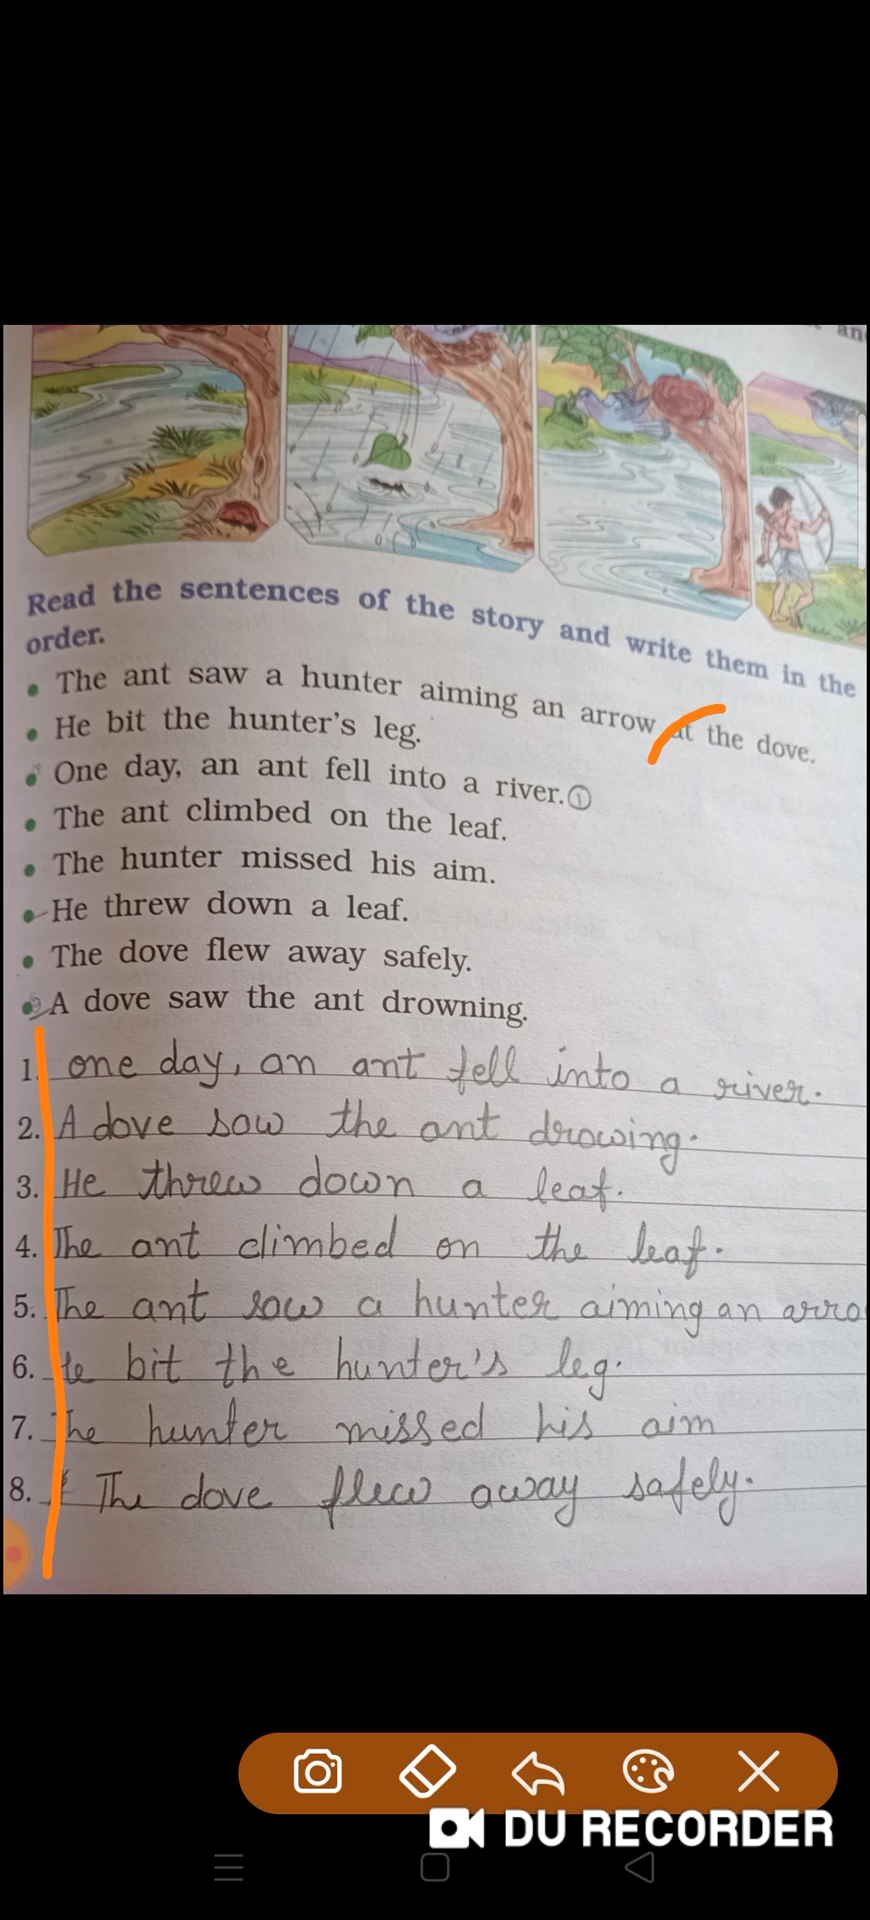 an
Read the sentences of the story and write them in the
order.
The ant saw a hunter aiming an arrow at the dove.
He bit the hunter's leg.
One day, an ant fell into a river. 1
The ant climbed on the leaf.
The hunter missed his aim.
He threw down a leaf.
The dove flew away safely.
A dove saw the ant drowning.
1. one day, an ant fell into a river.
2. A dove saw the ant drowing.
3. He threw down a leaf.
4. The ant climbed on the leaf.
5. The ant saw a hunter aiming an arro
6. He bit the hunter's leg.
7. The hunter missed his aim
8. The dove flew away safely.
DU RECORDER